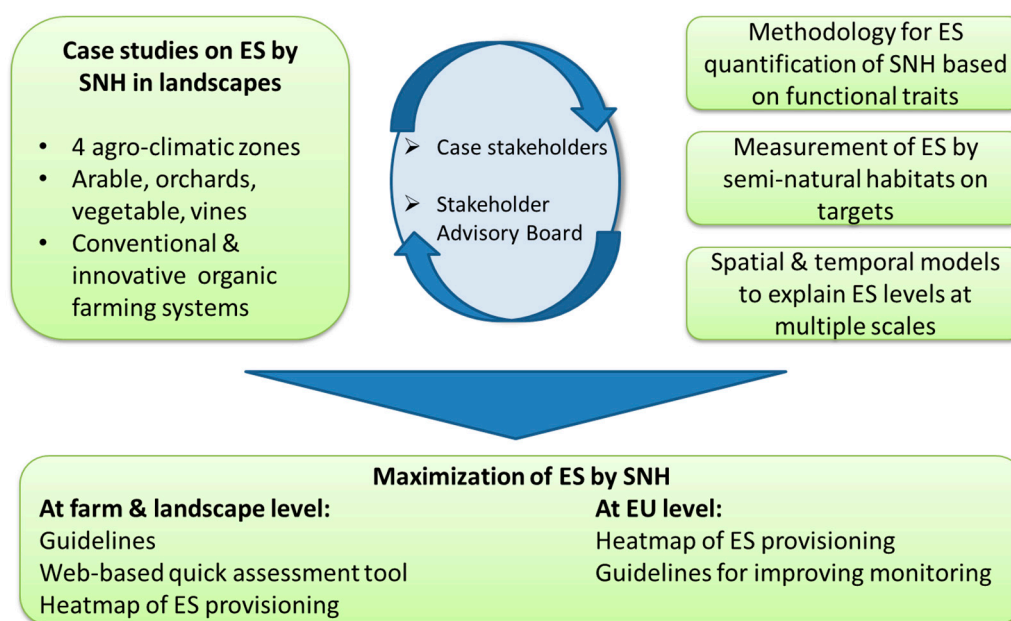 Case studies on ES by
SNH in landscapes
• 4 agro-climatic zones
• Arable, orchards,
vegetable, vines
• Conventional &
innovative organic
farming systems
➢ Case stakeholders
➢ Stakeholder
Advisory Board
Methodology for ES
quantification of SNH based
on functional traits
Measurement of ES by
semi-natural habitats on
targets
Spatial & temporal models
to explain ES levels at
multiple scales
Maximization of ES by SNH
At farm & landscape level:
Guidelines
Web-based quick assessment tool
Heatmap of ES provisioning
At EU level:
Heatmap of ES provisioning
Guidelines for improving monitoring